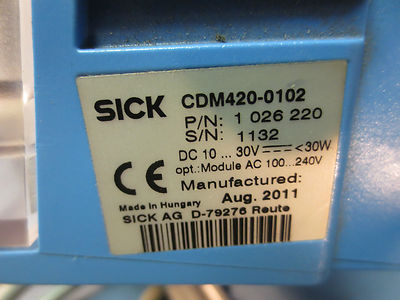 SICK CDM420-0102
P/N: 1 026 220
S/N: 1132
DC 10 ... 30V ⎓ <30W
opt.: Module AC 100...240V
CE Manufactured:
Made in Hungary Aug. 2011
SICK AG D-79276 Reute